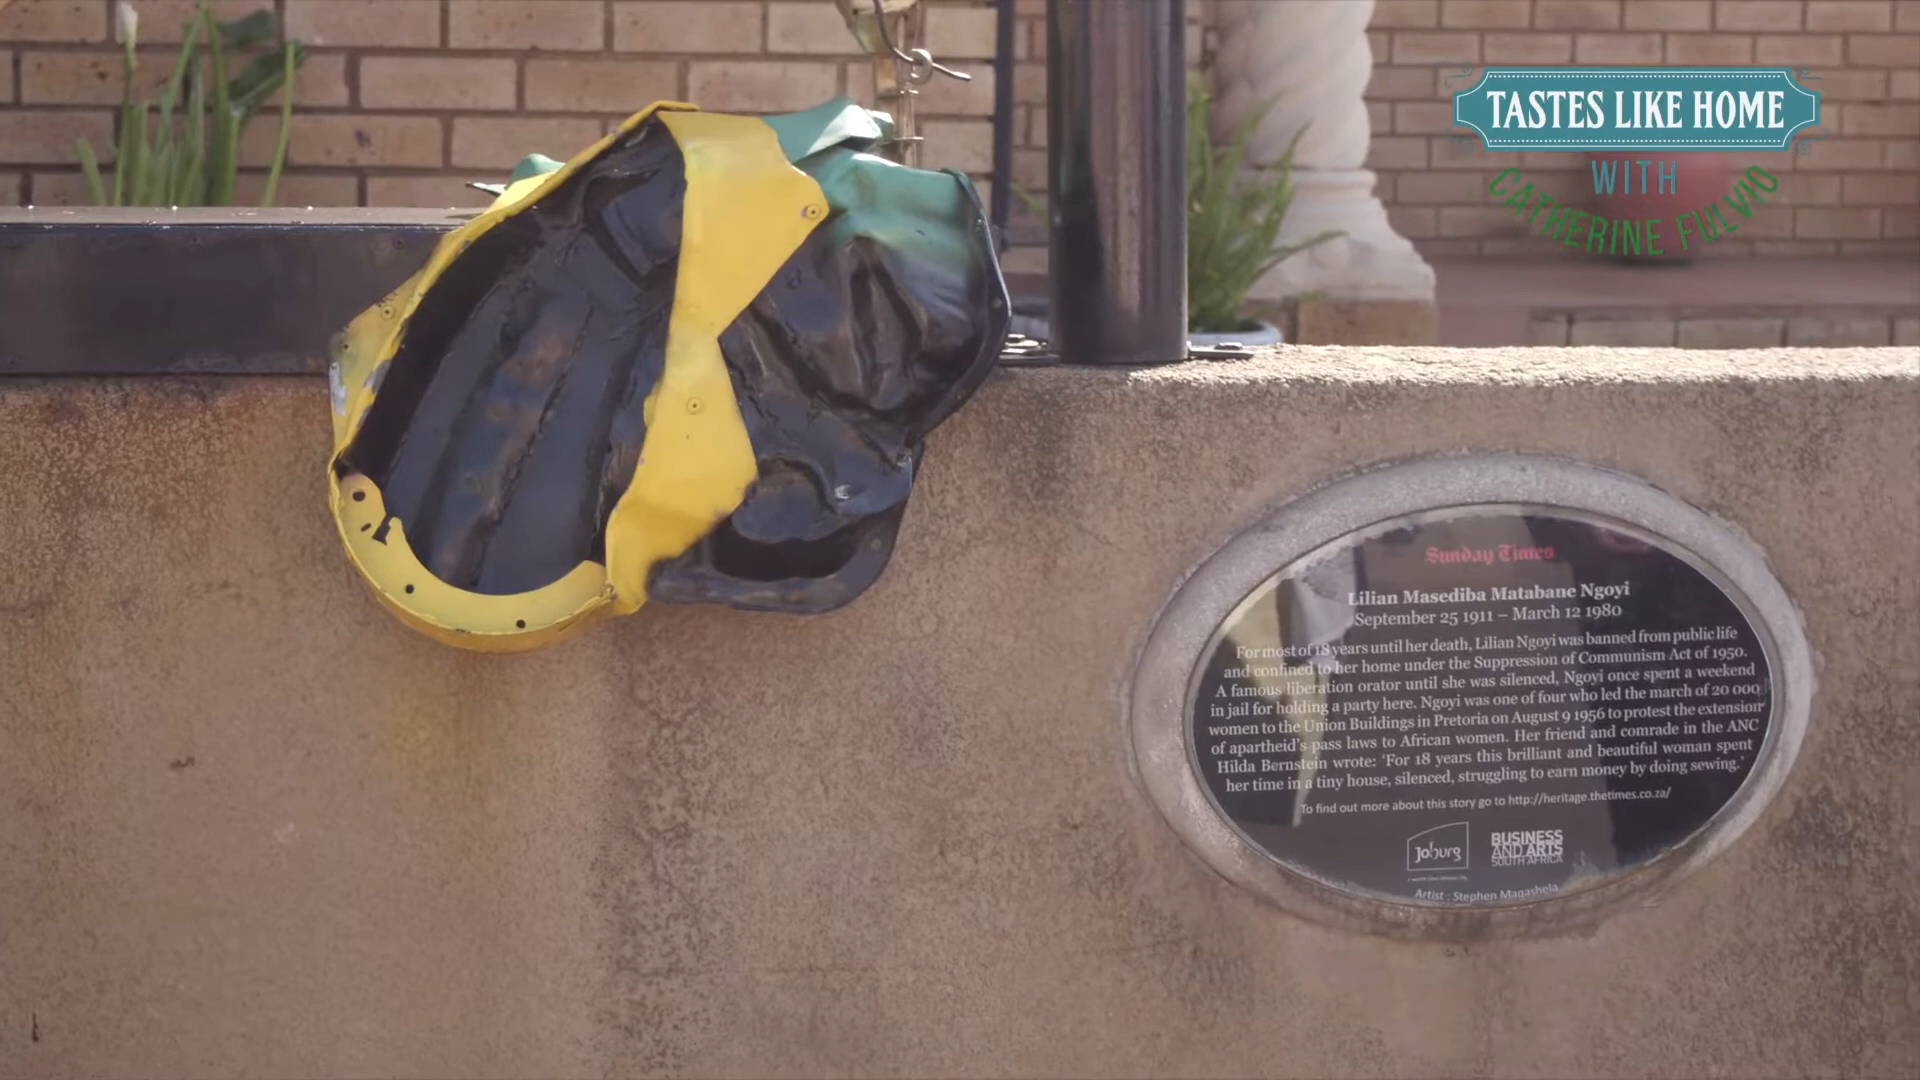 TASTES LIKE HOME
WITH
CATHERINE FULVIO
Sunday Times
Lilian Masediba Matabane Ngoyi
September 25 1911 – March 12 1980
For most of 18 years until her death, Lilian Ngoyi was banned from public life
and confined to her home under the Suppression of Communism Act of 1950.
A famous liberation orator until she was silenced, Ngoyi once spent a weekend
in jail for holding a party here. Ngoyi was one of four who led the march of 20 000
women to the Union Buildings in Pretoria on August 9 1956 to protest the extension
of apartheid's pass laws to African women. Her friend and comrade in the ANC
Hilda Bernstein wrote: 'For 18 years this brilliant and beautiful woman spent
her time in a tiny house, silenced, struggling to earn money by doing sewing.'
To find out more about this story go to http://heritage.thetimes.co.za/
Joburg
BUSINESS
AND ARTS
SOUTH AFRICA
Artist : Stephen Maqashela